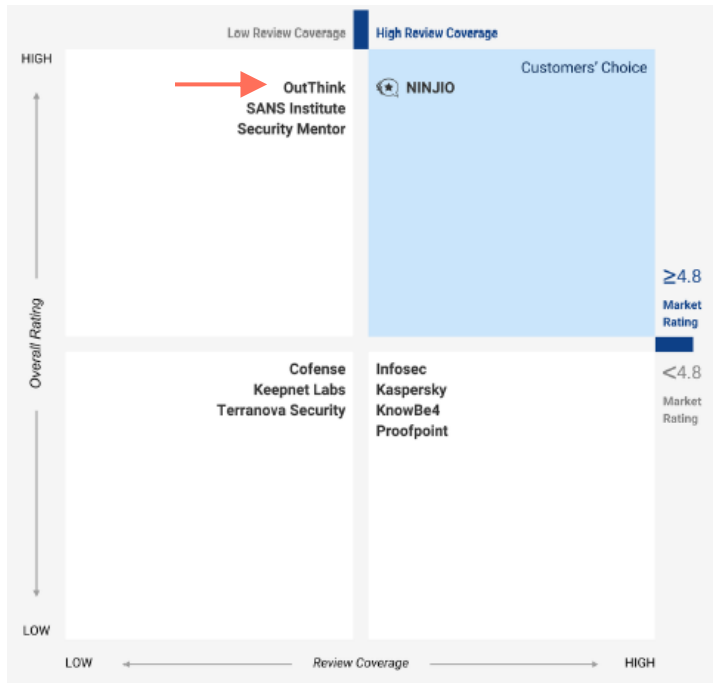 Low Review Coverage
High Review Coverage
HIGH
Customers' Choice
OutThink
SANS Institute
Security Mentor
NINJIO
≥4.8
Market
Rating
Overall Rating
Cofense
Keepnet Labs
Terranova Security
Infosec
Kaspersky
KnowBe4
Proofpoint
<4.8
Market
Rating
LOW
LOW
Review Coverage
HIGH